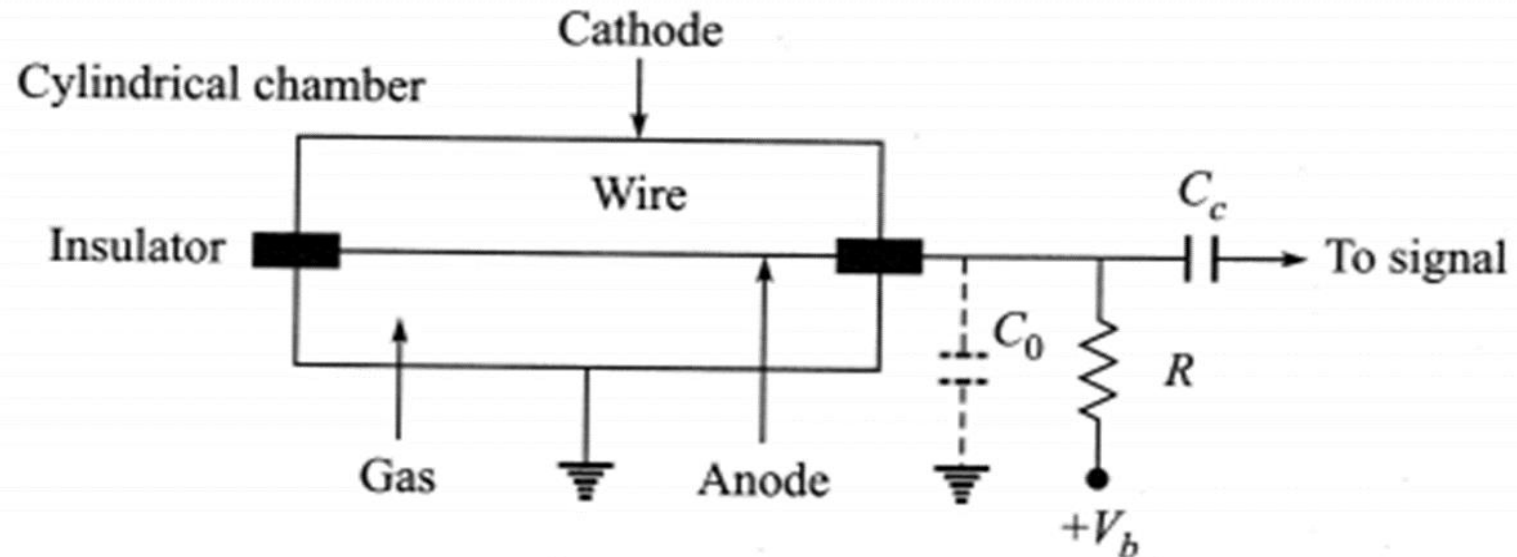 Cathode
Cylindrical chamber
Wire
C_c
Insulator
To signal
C_0
R
Gas
Anode
+V_b